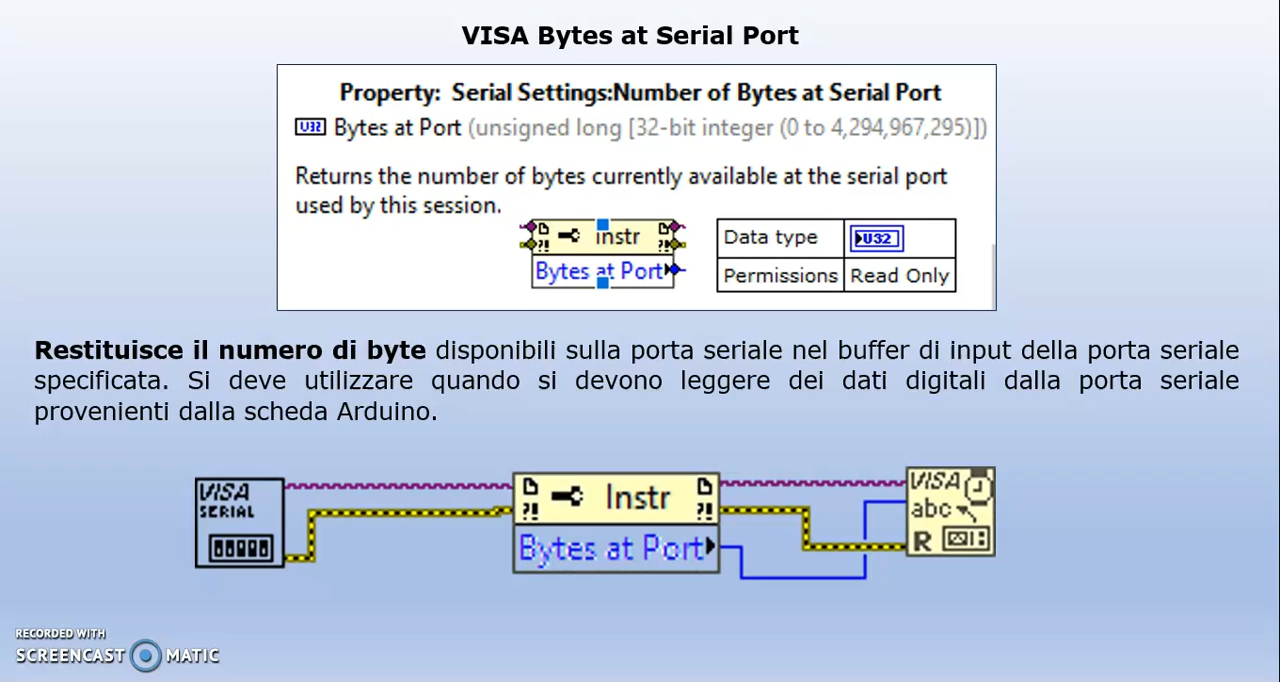 VISA Bytes at Serial Port
Property: Serial Settings:Number of Bytes at Serial Port
U32 Bytes at Port (unsigned long [32-bit integer (0 to 4,294,967,295)])
Returns the number of bytes currently available at the serial port
used by this session.
?! instr ?!
Bytes at Port
Data type U32
Permissions Read Only
Restituisce il numero di byte disponibili sulla porta seriale nel buffer di input della porta seriale
specificata. Si deve utilizzare quando si devono leggere dei dati digitali dalla porta seriale
provenienti dalla scheda Arduino.
VISA
SERIAL
?! Instr ?!
Bytes at Port
VISA
abc
R
RECORDED WITH
SCREENCAST MATIC